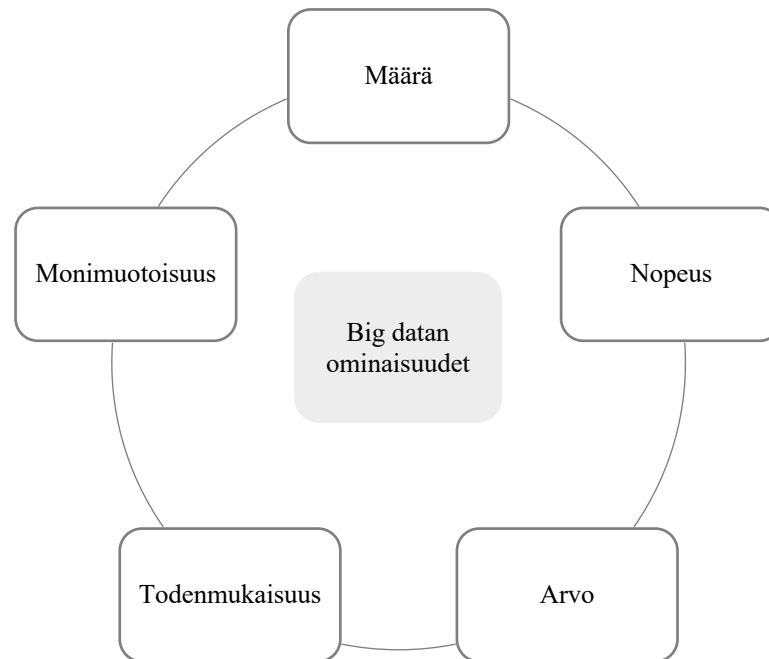 Määrä
Monimuotoisuus
Nopeus
Big datan
ominaisuudet
Todenmukaisuus
Arvo